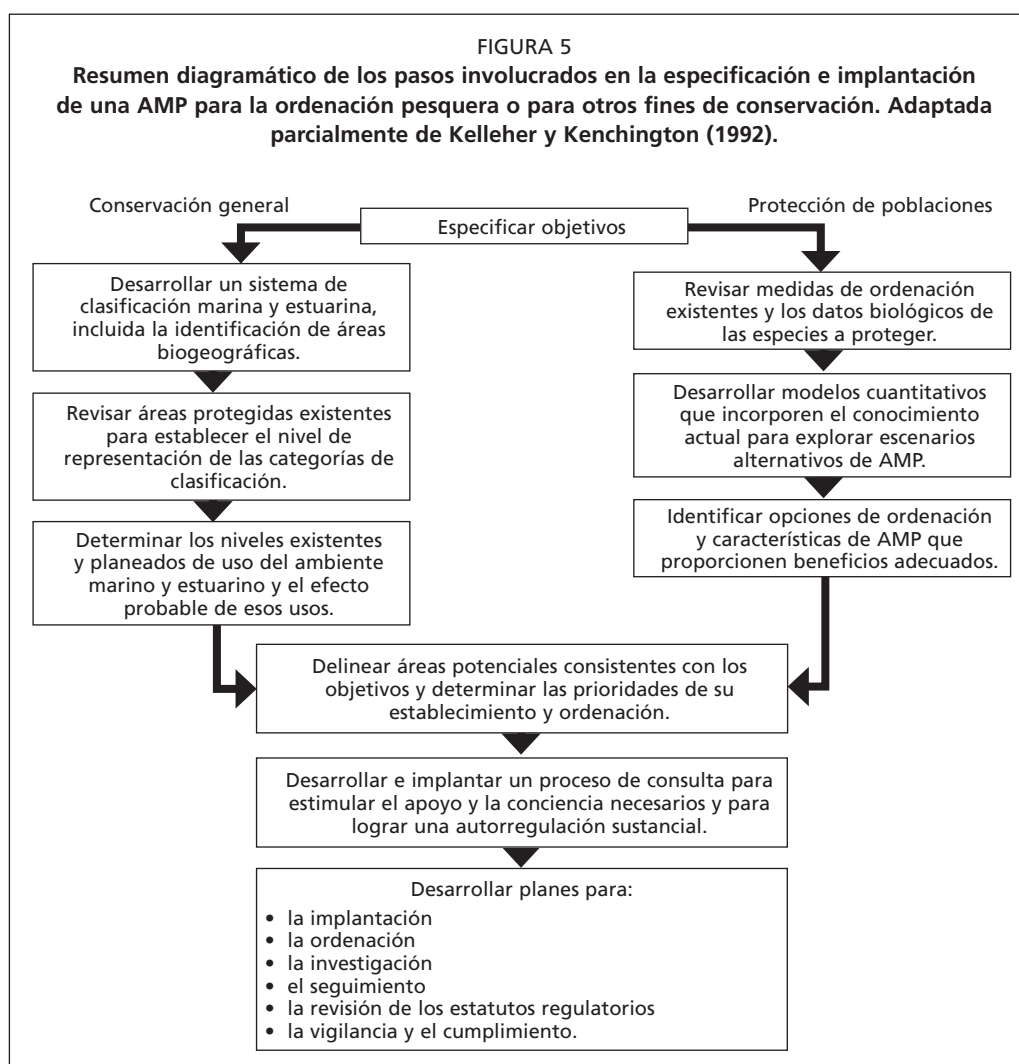 FIGURA 5
Resumen diagramático de los pasos involucrados en la especificación e implantación
de una AMP para la ordenación pesquera o para otros fines de conservación. Adaptada
parcialmente de Kelleher y Kenchington (1992).
Conservación general
Protección de poblaciones
Especificar objetivos
Desarrollar un sistema de
clasificación marina y estuarina,
incluida la identificación de áreas
biogeográficas.
Revisar áreas protegidas existentes
para establecer el nivel de
representación de las categorías de
clasificación.
Determinar los niveles existentes
y planeados de uso del ambiente
marino y estuarino y el efecto
probable de esos usos.
Revisar medidas de ordenación
existentes y los datos biológicos de
las especies a proteger.
Desarrollar modelos cuantitativos
que incorporen el conocimiento
actual para explorar escenarios
alternativos de AMP.
Identificar opciones de ordenación
y características de AMP que
proporcionen beneficios adecuados.
Delinear áreas potenciales consistentes con los
objetivos y determinar las prioridades de su
establecimiento y ordenación.
Desarrollar e implantar un proceso de consulta para
estimular el apoyo y la conciencia necesarios y para
lograr una autorregulación sustancial.
Desarrollar planes para:
• la implantación
• la ordenación
• la investigación
• el seguimiento
• la revisión de los estatutos regulatorios
• la vigilancia y el cumplimiento.